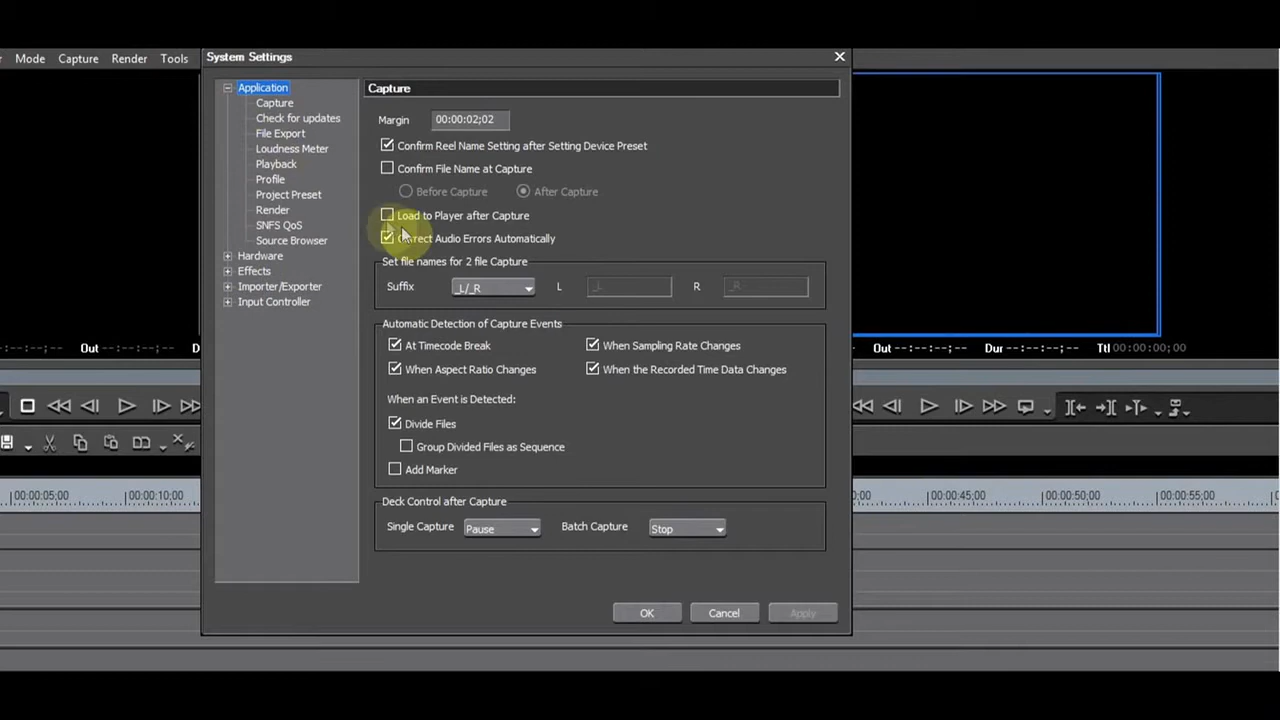 System Settings
Mode Capture Render Tools
Application
Capture
Check for updates
File Export
Loudness Meter
Playback
Profile
Project Preset
Render
SNFS QoS
Source Browser
Hardware
Effects
Importer/Exporter
Input Controller
Capture
Margin 00:00:02;02
Confirm Reel Name Setting after Setting Device Preset
Confirm File Name at Capture
Before Capture After Capture
Load to Player after Capture
Correct Audio Errors Automatically
Set file names for 2 file Capture
Suffix _L/_R L _L R _R
Automatic Detection of Capture Events
At Timecode Break When Sampling Rate Changes
When Aspect Ratio Changes When the Recorded Time Data Changes
When an Event is Detected:
Divide Files
Group Divided Files as Sequence
Add Marker
Deck Control after Capture
Single Capture Pause Batch Capture Stop
OK Cancel Apply
--:--:--;-- Out --:--:--;-- D
Out --:--:--;-- Dur --:--:--;-- Ttl 00:00:00;00
00:00:05;00 00:00:10;00 00:00:45;00 00:00:50;00 00:00:55;00